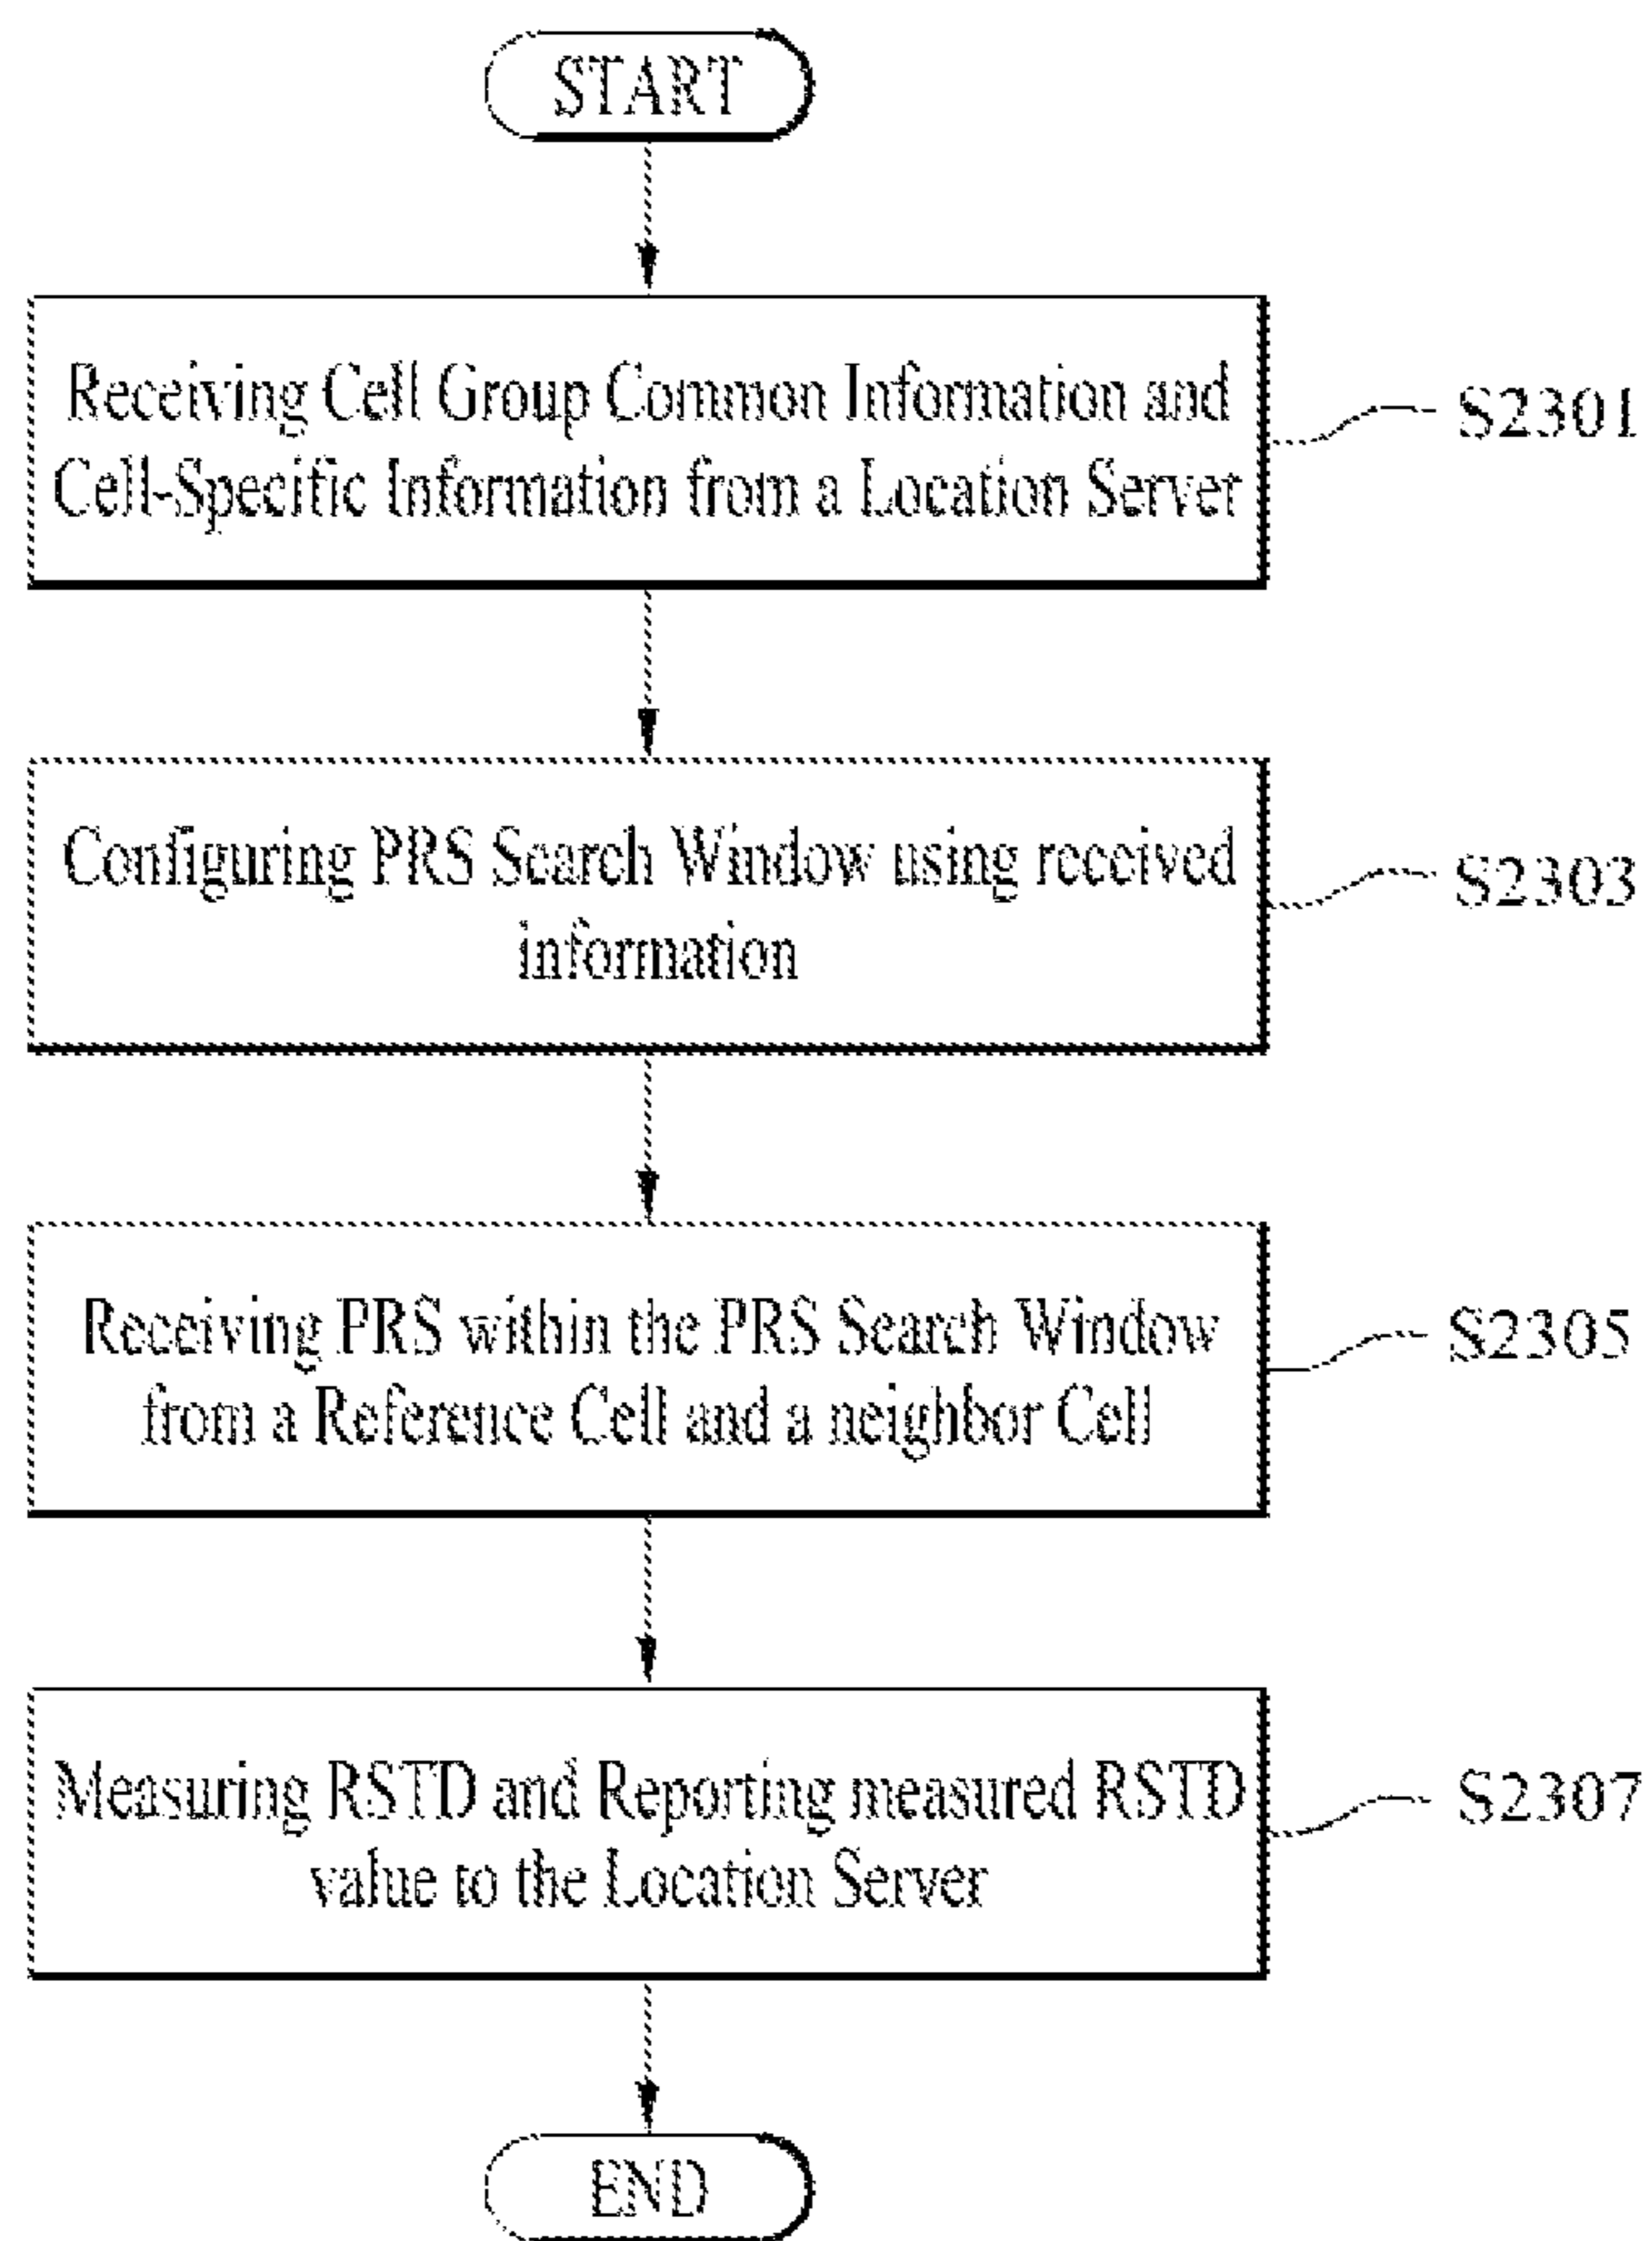 START
Receiving Cell Group Common Information and
Cell-Specific Information from a Location Server
S2301
Configuring PRS Search Window using received
information
S2303
Receiving PRS within the PRS Search Window
from a Reference Cell and a neighbor Cell
S2305
Measuring RSTD and Reporting measured RSTD
value to the Location Server
S2307
END